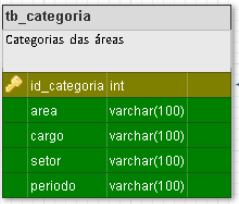 tb_categoria
Categorias das áreas
id_categoria int
area varchar(100)
cargo varchar(100)
setor varchar(100)
periodo varchar(100)